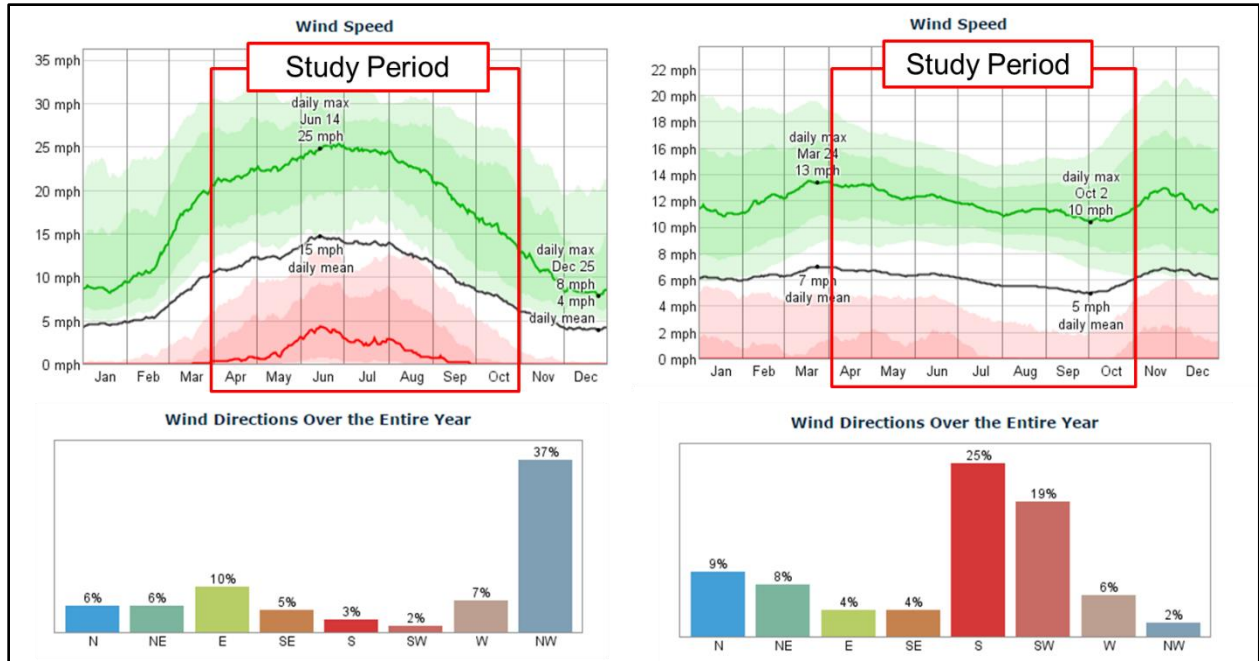 Wind Speed
Study Period
35 mph
30 mph
25 mph
20 mph
15 mph
10 mph
5 mph
0 mph
daily max
Jun 14
25 mph
15 mph
daily mean
daily max
Dec 25
8 mph
4 mph
daily mean
Jan Feb Mar Apr May Jun Jul Aug Sep Oct Nov Dec
Wind Speed
Study Period
22 mph
20 mph
18 mph
16 mph
14 mph
12 mph
10 mph
8 mph
6 mph
4 mph
2 mph
0 mph
daily max
Mar 24
13 mph
7 mph
daily mean
daily max
Oct 2
10 mph
5 mph
daily mean
Jan Feb Mar Apr May Jun Jul Aug Sep Oct Nov Dec
Wind Directions Over the Entire Year
6% 6% 10% 5% 3% 2% 7% 37%
N NE E SE S SW W NW
Wind Directions Over the Entire Year
9% 8% 4% 4% 25% 19% 6% 2%
N NE E SE S SW W NW